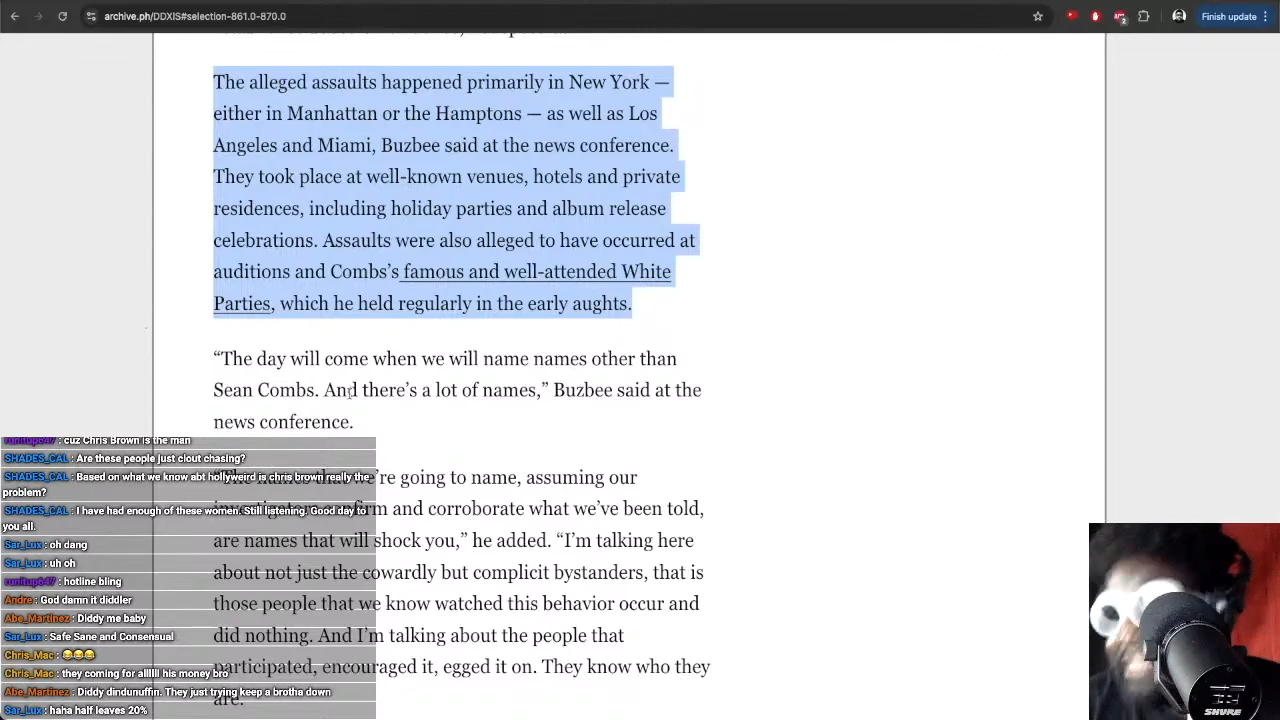 archive.ph/DDXIS#selection-861.0-870.0
2
Finish update
The alleged assaults happened primarily in New York —
either in Manhattan or the Hamptons — as well as Los
Angeles and Miami, Buzbee said at the news conference.
They took place at well-known venues, hotels and private
residences, including holiday parties and album release
celebrations. Assaults were also alleged to have occurred at
auditions and Combs’s famous and well-attended White
Parties, which he held regularly in the early aughts.
“The day will come when we will name names other than
Sean Combs. And there’s a lot of names,” Buzbee said at the
news conference.
we’re going to name, assuming our
confirm and corroborate what we’ve been told,
are names that will shock you,” he added. “I’m talking here
about not just the cowardly but complicit bystanders, that is
those people that we know watched this behavior occur and
did nothing. And I’m talking about the people that
participated, encouraged it, egged it on. They know who they
are.
runitup647 : cuz Chris Brown is the man
SHADES_CAL : Are these people just clout chasing?
SHADES_CAL : Based on what we know abt hollyweird is chris brown really the
problem?
SHADES_CAL : I have had enough of these women. Still listening. Good day to
you all.
Sar_Lux : oh dang
Sar_Lux : uh oh
runitup647 : hotline bling
Andre : God damn it diddler
Abe_Martinez : Diddy me baby
Sar_Lux : Safe Sane and Consensual
Chris_Mac : 😂😂😂
Chris_Mac : they coming for allllll his money bro
Abe_Martinez : Diddy dindunuffin. They just trying keep a brotha down
Sar_Lux : haha half leaves 20%
SHURE